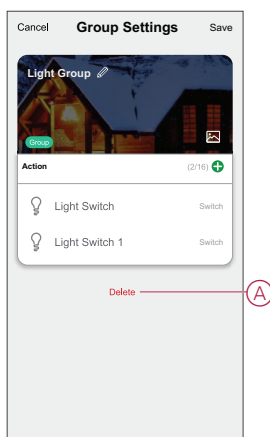 Cancel Group Settings Save
Light Group
Group
Action (2/16)
Light Switch Switch
Light Switch 1 Switch
Delete
A